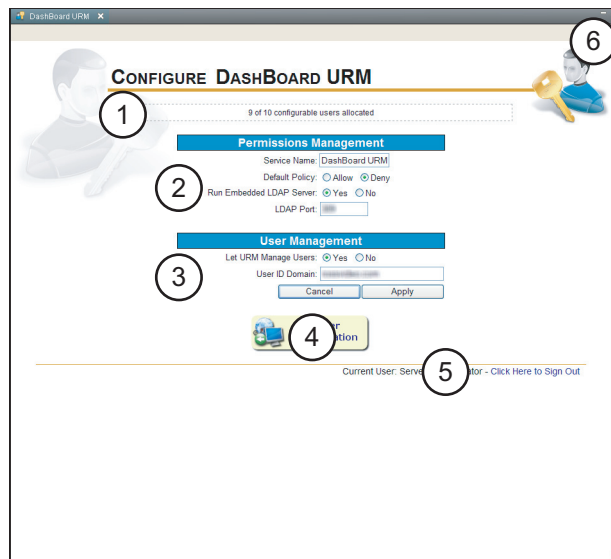 DashBoard URM
6
CONFIGURE DASHBOARD URM
1
9 of 10 configurable users allocated
Permissions Management
Service Name: DashBoard URM
Default Policy: Allow Deny
2
Run Embedded LDAP Server: Yes No
LDAP Port:
User Management
Let URM Manage Users: Yes No
3
User ID Domain:
Cancel Apply
4
Current User: 5 - Click Here to Sign Out